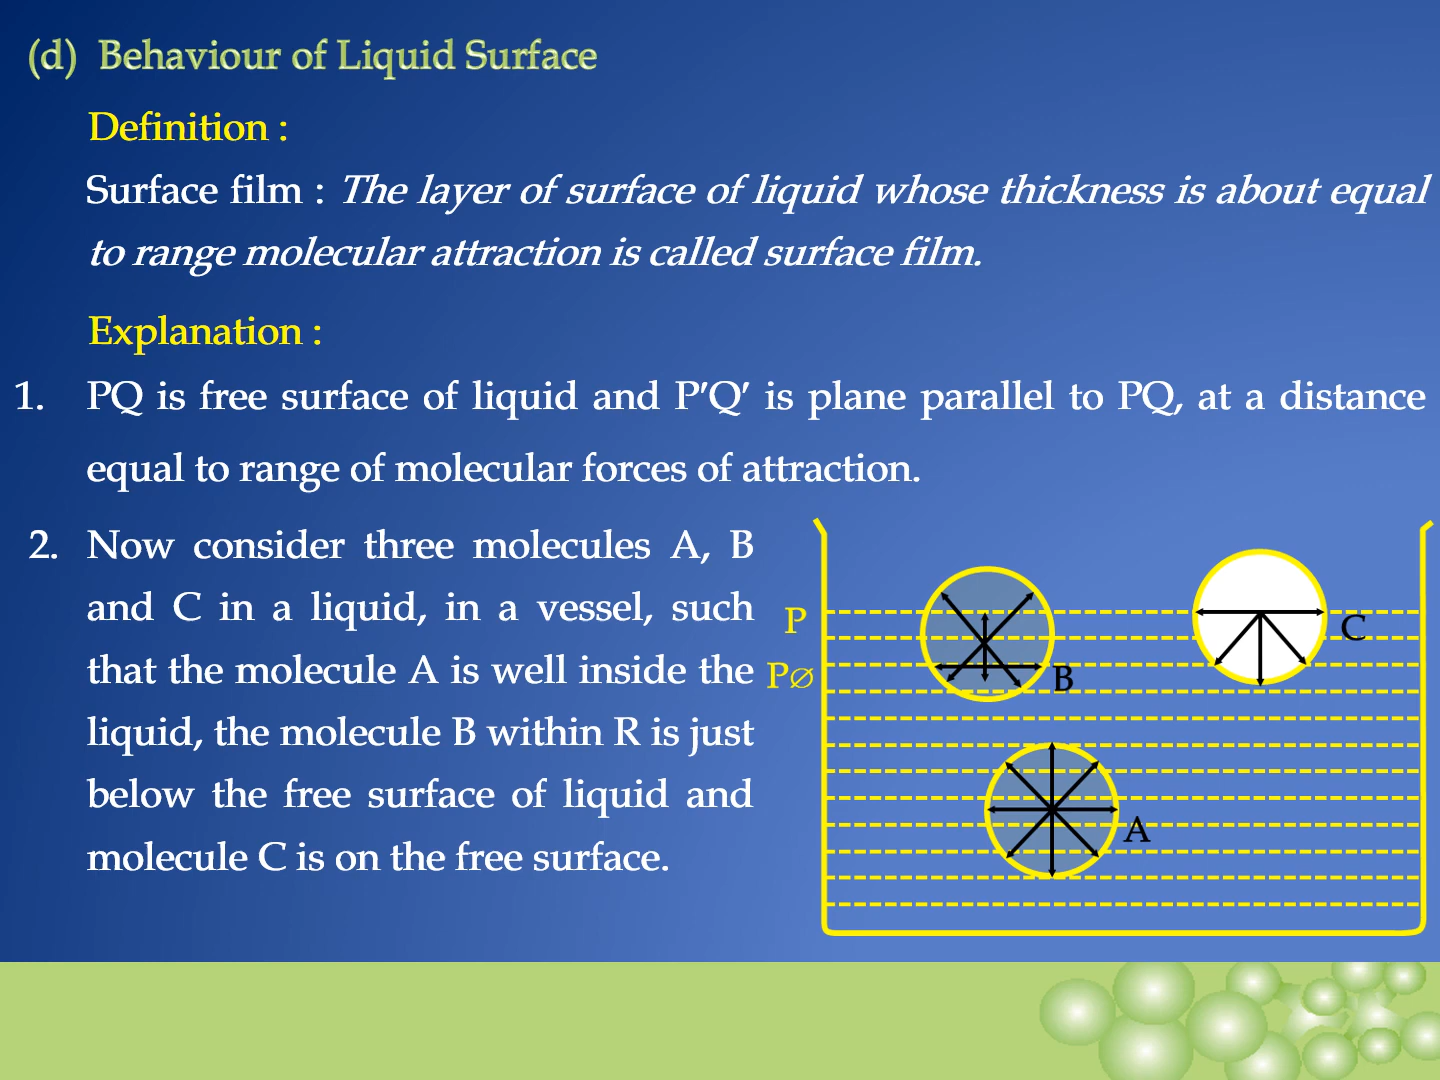 (d) Behaviour of Liquid Surface
Definition :
Surface film : The layer of surface of liquid whose thickness is about equal
to range molecular attraction is called surface film.
Explanation :
1. PQ is free surface of liquid and P′Q′ is plane parallel to PQ, at a distance
equal to range of molecular forces of attraction.
2. Now consider three molecules A, B
and C in a liquid, in a vessel, such
that the molecule A is well inside the
liquid, the molecule B within R is just
below the free surface of liquid and
molecule C is on the free surface.
P
P∅
B
C
A